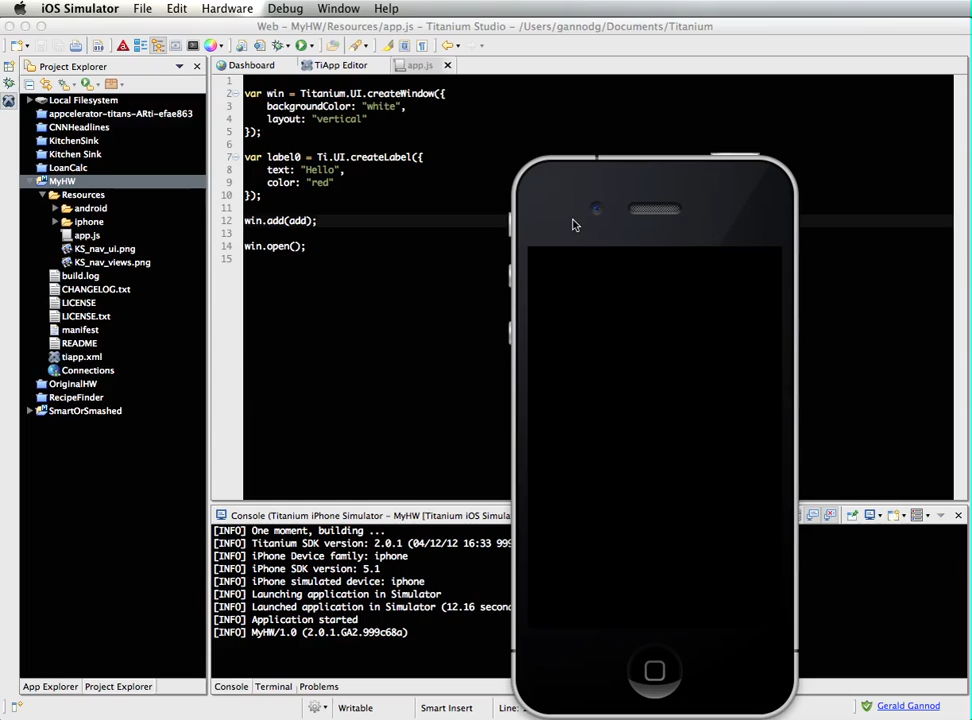 iOS Simulator File Edit Hardware Debug Window Help
Web - MyHW/Resources/app.js - Titanium Studio - /Users/gannodg/Documents/Titanium
Project Explorer
Dashboard TiApp Editor app.js
Local Filesystem
appcelerator-titans-ARti-efae863
CNNHeadlines
KitchenSink
Kitchen Sink
LoanCalc
MyHW
Resources
android
iphone
app.js
KS_nav_ui.png
KS_nav_views.png
build.log
CHANGELOG.txt
LICENSE
LICENSE.txt
manifest
README
tiapp.xml
Connections
OriginalHW
RecipeFinder
SmartOrSmashed
1
2 var win = Titanium.UI.createWindow({
3 backgroundColor: "white",
4 layout: "vertical"
5 });
6
7 var label0 = Ti.UI.createLabel({
8 text: "Hello",
9 color: "red"
10 });
11
12 win.add(add);
13
14 win.open();
15
Console (Titanium iPhone Simulator - MyHW [Titanium iOS Simula
[INFO] One moment, building ...
[INFO] Titanium SDK version: 2.0.1 (04/12/12 16:33 999
[INFO] iPhone Device family: iphone
[INFO] iPhone SDK version: 5.1
[INFO] iPhone simulated device: iphone
[INFO] Launching application in Simulator
[INFO] Launched application in Simulator (12.16 secon
[INFO] Application started
[INFO] MyHW/1.0 (2.0.1.GA2.999c68a)
App Explorer Project Explorer
Console Terminal Problems
Writable Smart Insert Line: Gerald Gannod